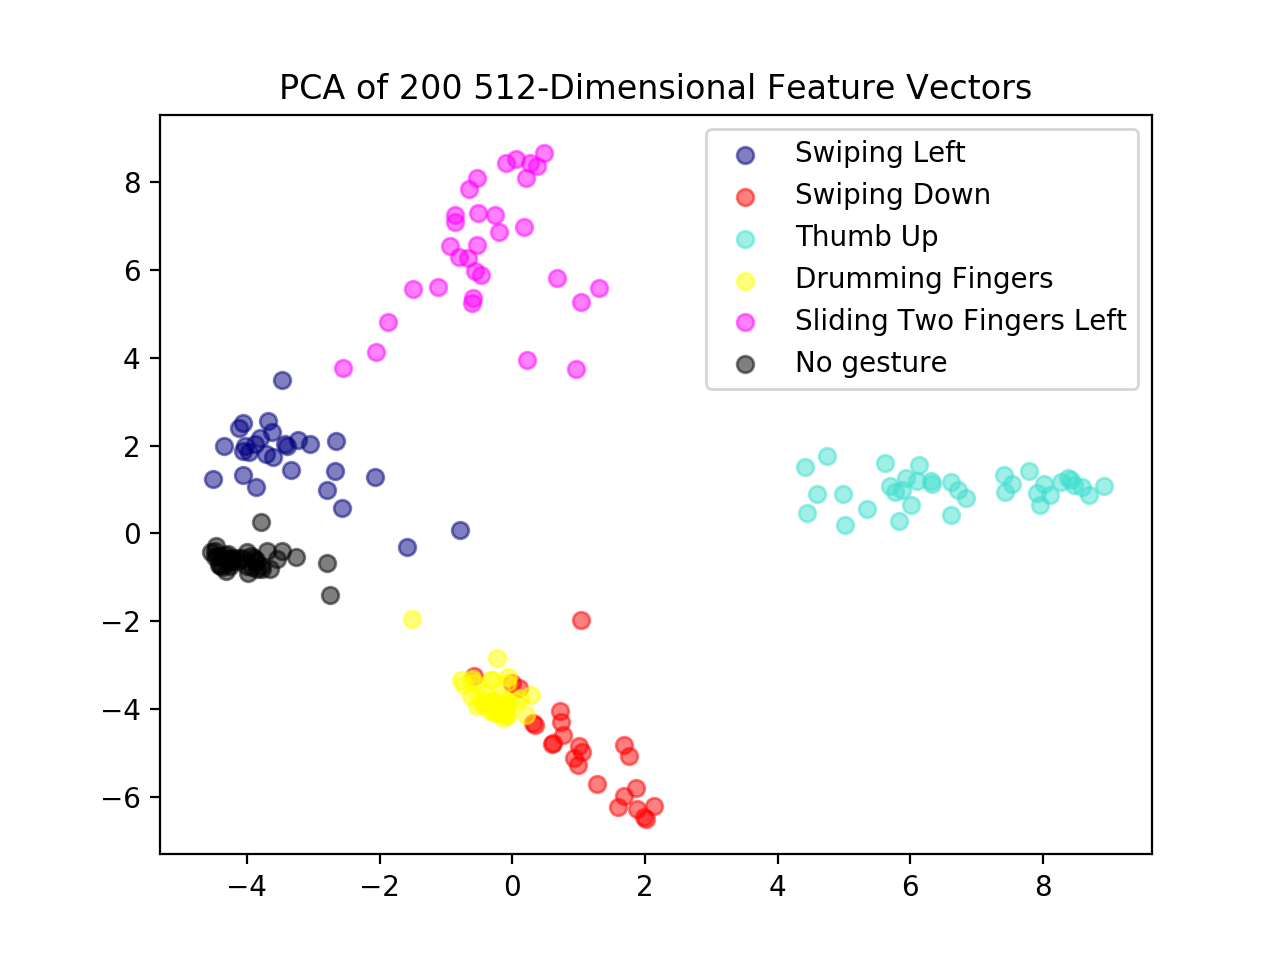 PCA of 200 512-Dimensional Feature Vectors
Swiping Left
Swiping Down
Thumb Up
Drumming Fingers
Sliding Two Fingers Left
No gesture
8
6
4
2
0
−2
−4
−6
−4 −2 0 2 4 6 8